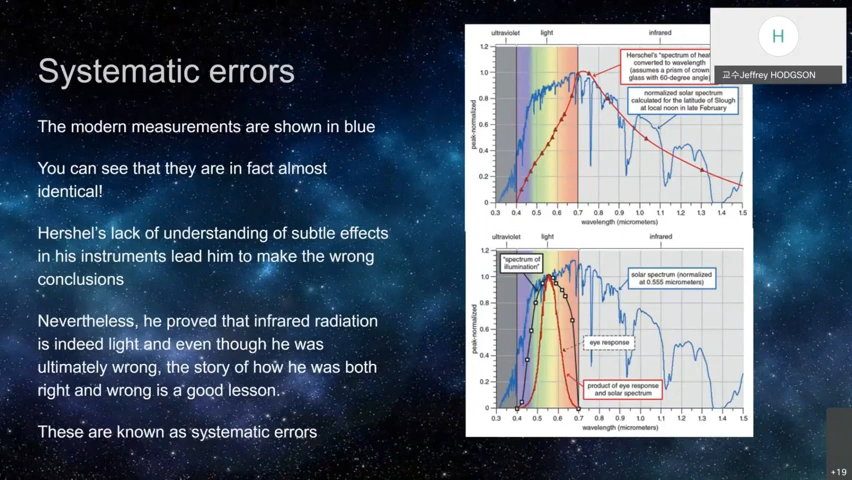 Systematic errors
The modern measurements are shown in blue
You can see that they are in fact almost
identical!
Hershel's lack of understanding of subtle effects
in his instruments lead him to make the wrong
conclusions
Nevertheless, he proved that infrared radiation
is indeed light and even though he was
ultimately wrong, the story of how he was both
right and wrong is a good lesson.
These are known as systematic errors
ultraviolet light infrared
peak-normalized
1.2
1.0
0.8
0.6
0.4
0.2
0
Herschel's "spectrum of heat
converted to wavelength
(assumes a prism of crown
glass with 60-degree angle)
normalized solar spectrum
calculated for the latitude of Slough
at local noon in late February
0.3 0.4 0.5 0.6 0.7 0.8 0.9 1.0 1.1 1.2 1.3 1.4 1.5
wavelength (micrometers)
ultraviolet light infrared
peak-normalized
1.2
1.0
0.8
0.6
0.4
0.2
0
"spectrum of
illumination"
solar spectrum (normalized
at 0.555 micrometers)
eye response
product of eye response
and solar spectrum
0.3 0.4 0.5 0.6 0.7 0.8 0.9 1.0 1.1 1.2 1.3 1.4 1.5
wavelength (micrometers)
H
교수Jeffrey HODGSON
+19